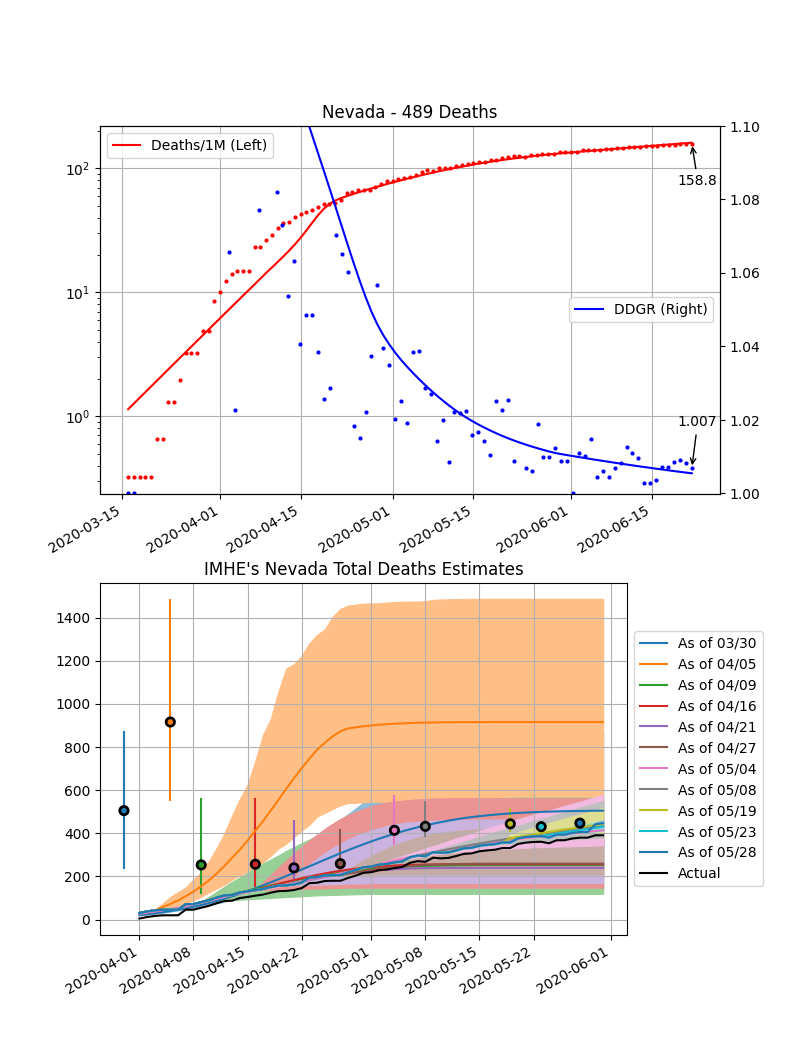 Nevada - 489 Deaths
Deaths/1M (Left)
DDGR (Right)
158.8
1.007
10²
10¹
10⁰
1.10
1.08
1.06
1.04
1.02
1.00
2020-03-15
2020-04-01
2020-04-15
2020-05-01
2020-05-15
2020-06-01
2020-06-15
IMHE's Nevada Total Deaths Estimates
1400
1200
1000
800
600
400
200
0
2020-04-01
2020-04-08
2020-04-15
2020-04-22
2020-05-01
2020-05-08
2020-05-15
2020-05-22
2020-06-01
As of 03/30
As of 04/05
As of 04/09
As of 04/16
As of 04/21
As of 04/27
As of 05/04
As of 05/08
As of 05/19
As of 05/23
As of 05/28
Actual